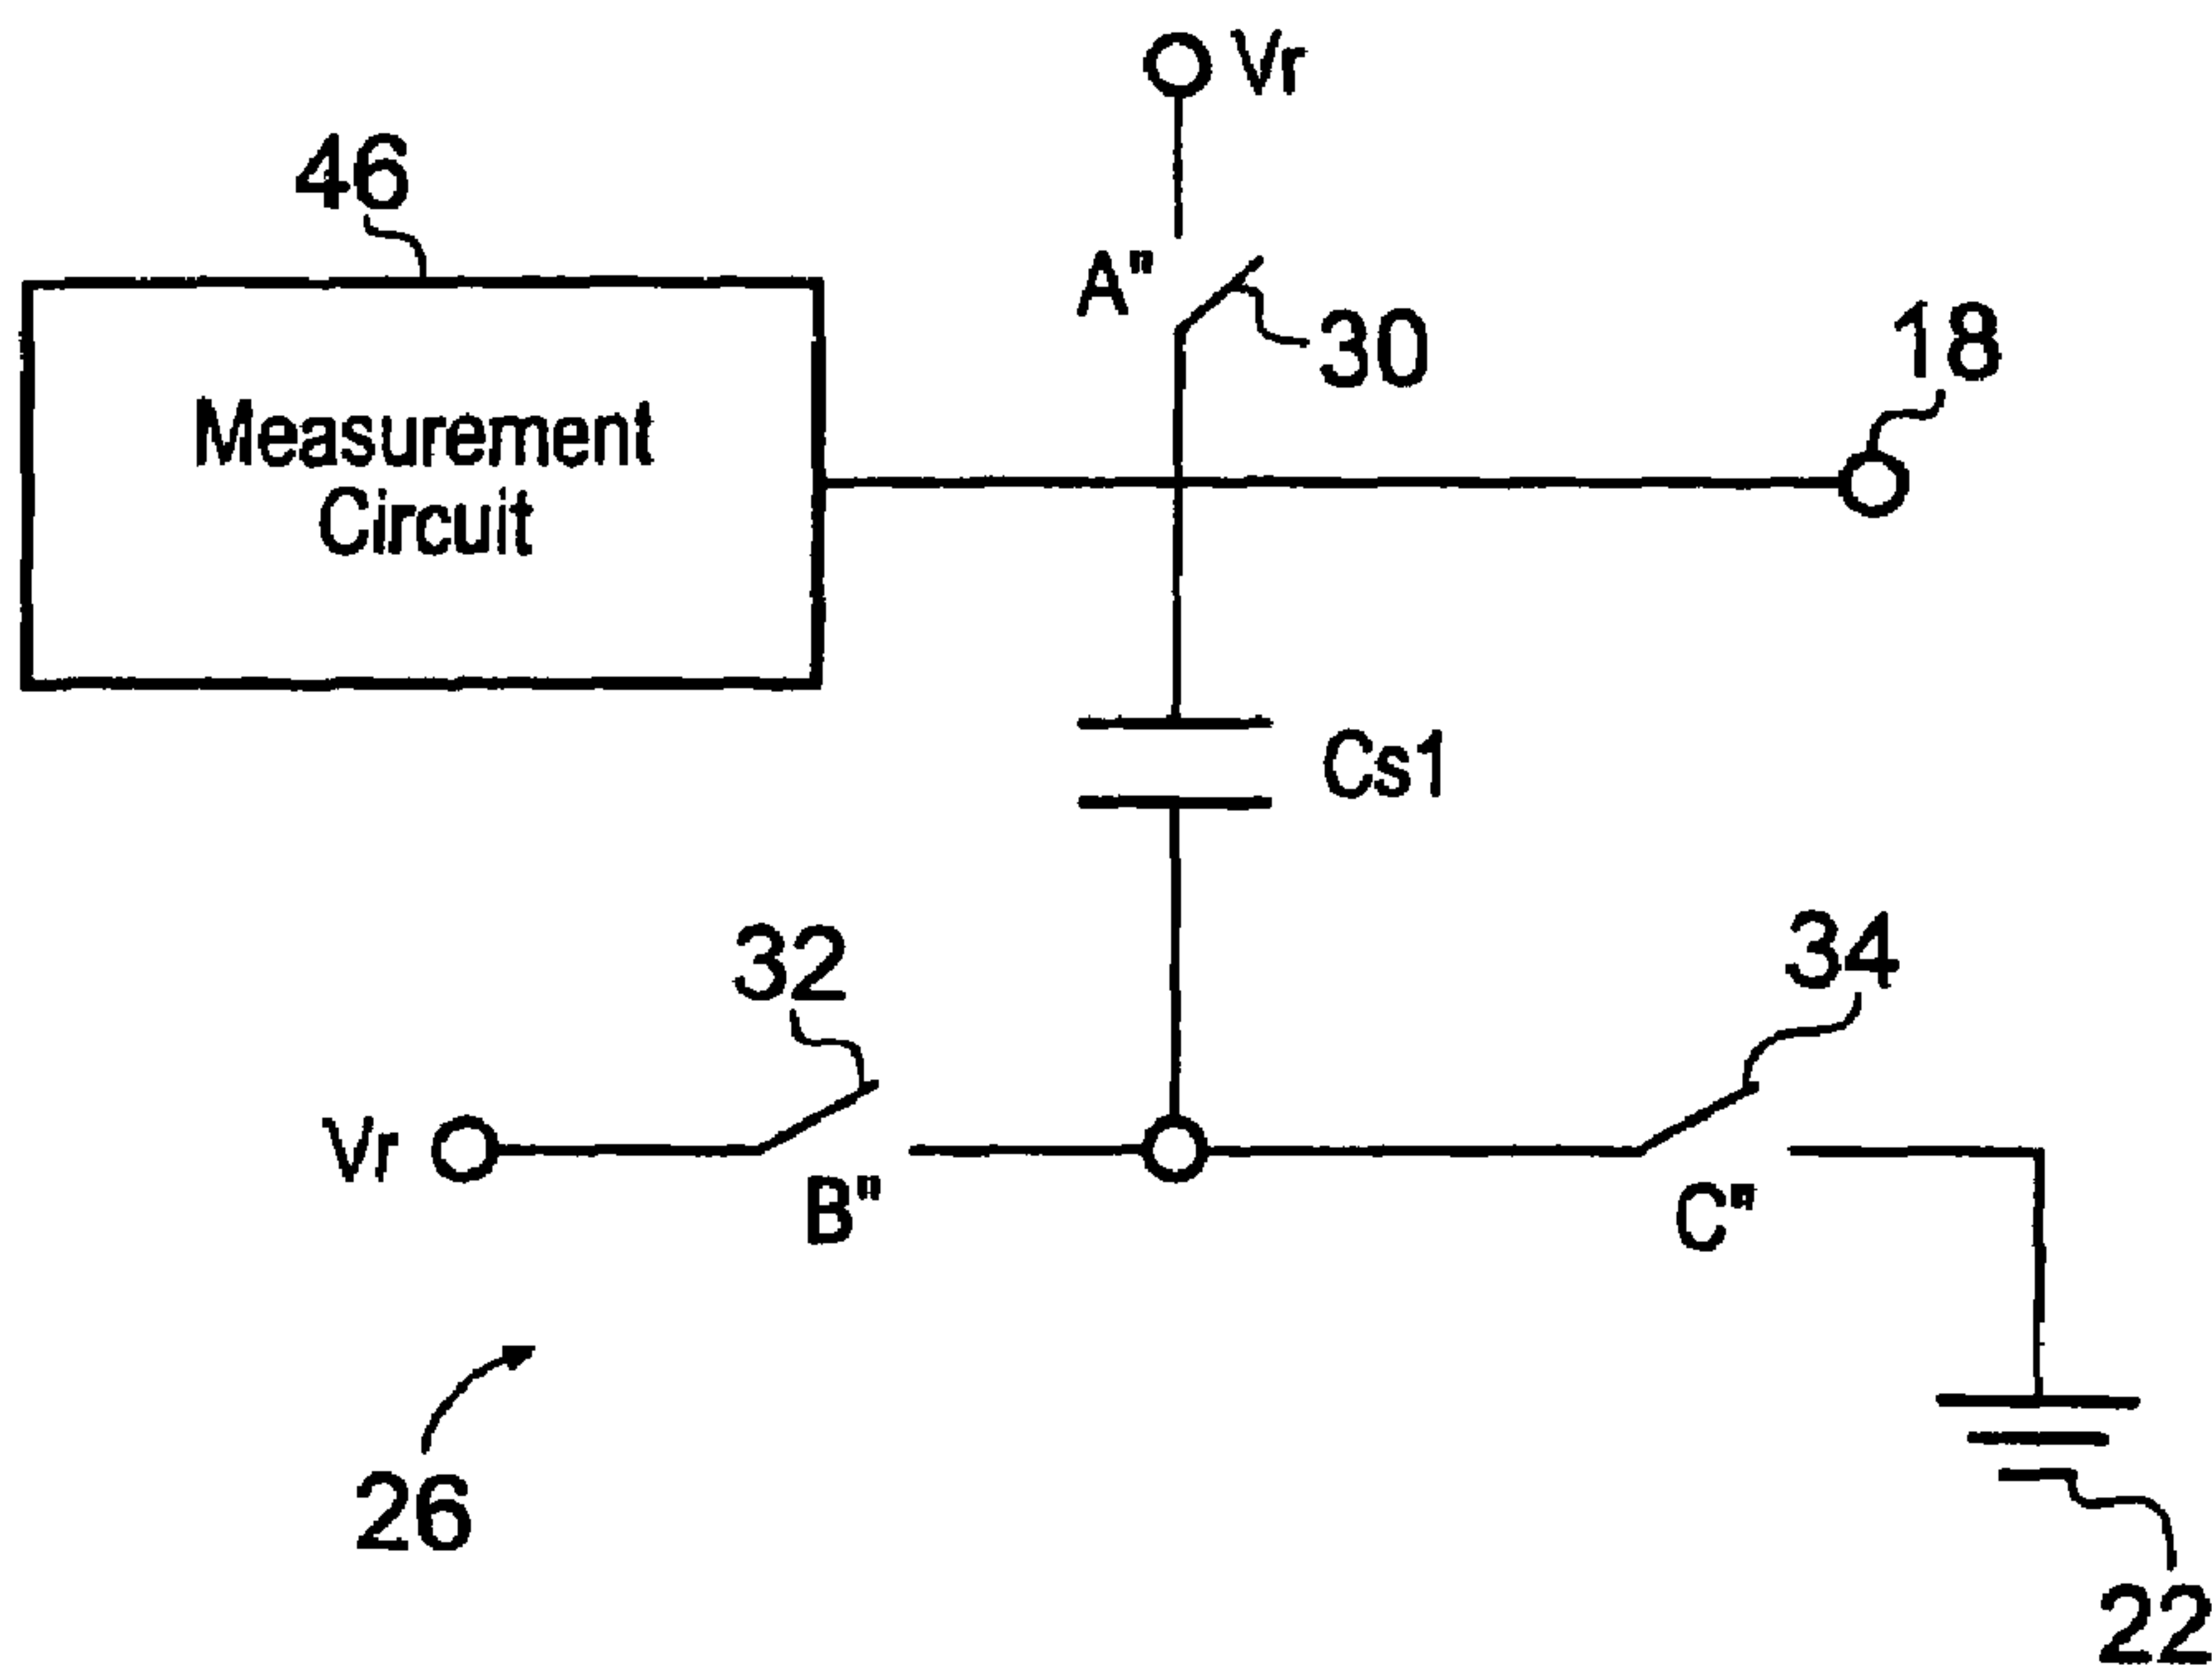 Vr
46
A"
30
18
Measurement
Circuit
Cs1
32
34
Vr
B"
C"
26
22